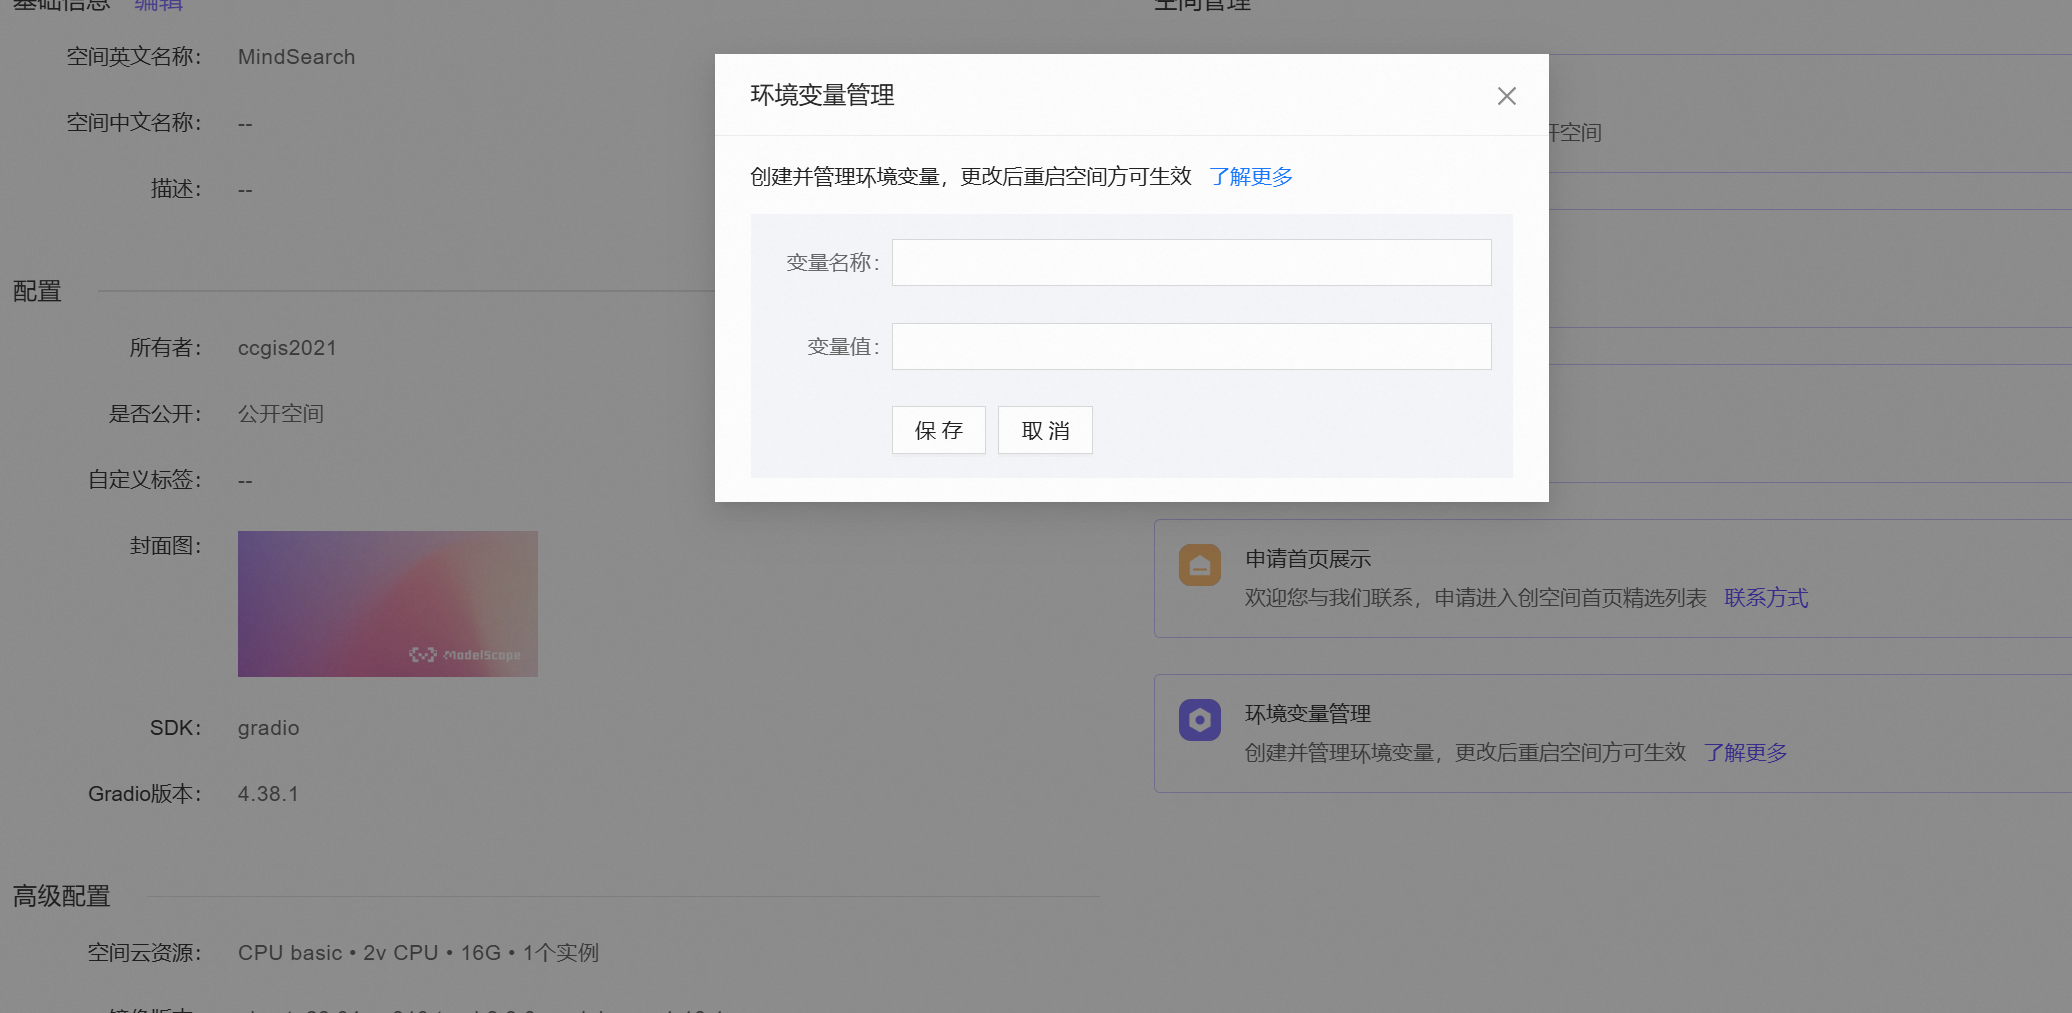 基础信息 编辑
空间英文名称： MindSearch
空间中文名称： --
描述： --
配置
所有者： ccgis2021
是否公开： 公开空间
自定义标签： --
封面图：
ModelScope
SDK： gradio
Gradio版本： 4.38.1
高级配置
空间云资源： CPU basic • 2v CPU • 16G • 1个实例
镜像版本
空间管理
开空间
环境变量管理
创建并管理环境变量，更改后重启空间方可生效 了解更多
变量名称：
变量值：
保 存 取 消
申请首页展示
欢迎您与我们联系，申请进入创空间首页精选列表 联系方式
环境变量管理
创建并管理环境变量，更改后重启空间方可生效 了解更多